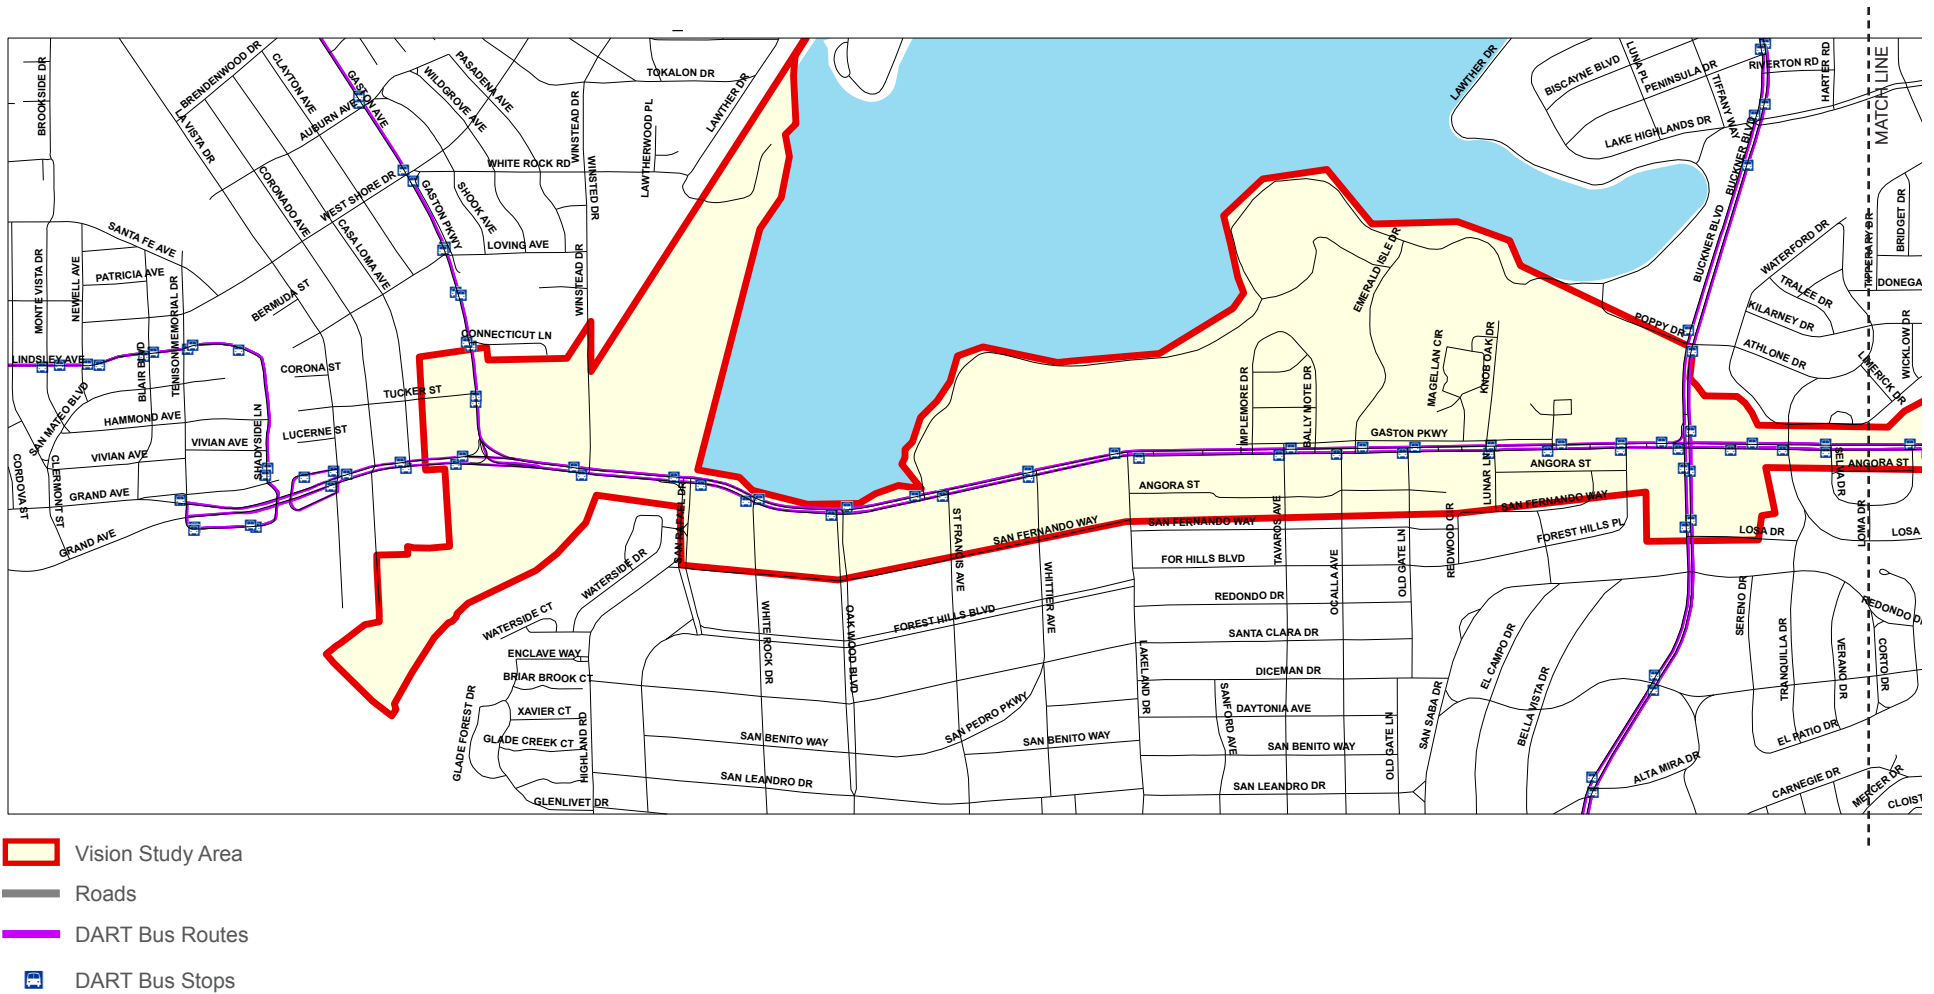 BROOKSIDE DR
BRENDENWOOD DR
CLAYTON AVE
GASTON AVE
AUBURN AVE
WILDGROVE AVE
PASADENA AVE
TOKALON DR
LAWTHER DR
LAWTHER DR
BISCAYNE BLVD
LUNA PL
PENINSULA DR
TIFFANY WAY
RIVERTON RD
HARTER RD
MATCH LINE
LA VISTA DR
WINSTEAD DR
LAWTHERWOOD PL
LAKE HIGHLANDS DR
BUCKNER BLVD
WHITE ROCK RD
WINSTED DR
CORONADO AVE
WEST SHORE DR
GASTON PKWY
SHOOK AVE
LOVING AVE
CASA LOMA AVE
SANTA FE AVE
PATRICIA AVE
MONTE VISTA DR
NEWELL AVE
TENISON MEMORIAL DR
BERMUDA ST
WINSTEAD DR
EMERALD ISLE DR
BUCKNER BLVD
WATERFORD DR
TIPPERARY DR
BRIDGET DR
TRALEE DR
DONEGA
KILARNEY DR
POPPY DR
CONNECTICUT LN
LINDSLEY AVE
BLAIR BLVD
CORONA ST
TUCKER ST
MAGELLAN CIR
KNOB OAK DR
ATHLONE DR
LIMERICK DR
WICKLOW DR
SAN MATEO BLVD
HAMMOND AVE
VIVIAN AVE
LUCERNE ST
SHADYSIDE LN
VIVIAN AVE
TEMPLEMORE DR
BALLY MOTE DR
GASTON PKWY
CORDOVA ST
CLERMONT ST
GRAND AVE
GRAND AVE
ANGORA ST
LUNAR LN
ANGORA ST
ANGORA ST
SELVA DR
SAN RAFAEL DR
ST FRANCIS AVE
SAN FERNANDO WAY
SAN FERNANDO WAY
TAVAROS AVE
SAN FERNANDO WAY
REDWOOD CIR
FOREST HILLS PL
LOSA DR
LOMA DR
LOSA
WATERSIDE DR
WHITTIER AVE
FOR HILLS BLVD
OCALLA AVE
OLD GATE LN
WATERSIDE CT
WHITE ROCK DR
OAK WOOD BLVD
FOREST HILLS BLVD
REDONDO DR
SERENO DR
REDONDO D
SANTA CLARA DR
ENCLAVE WAY
BRIAR BROOK CT
LAKELAND DR
DICEMAN DR
EL CAMPO DR
BELLA VISTA DR
TRANQUILLA DR
VERANO DR
CORTO DR
GLADE FOREST DR
XAVIER CT
GLADE CREEK CT
HIGHLAND RD
SAN PEDRO PKWY
SANFORD AVE
DAYTONIA AVE
SAN SABA DR
OLD GATE LN
SAN BENITO WAY
SAN BENITO WAY
SAN BENITO WAY
EL PATIO DR
ALTA MIRA DR
SAN LEANDRO DR
SAN LEANDRO DR
CARNEGIE DR
MERCER DR
GLENLIVET DR
CLOIST
Vision Study Area
Roads
DART Bus Routes
DART Bus Stops